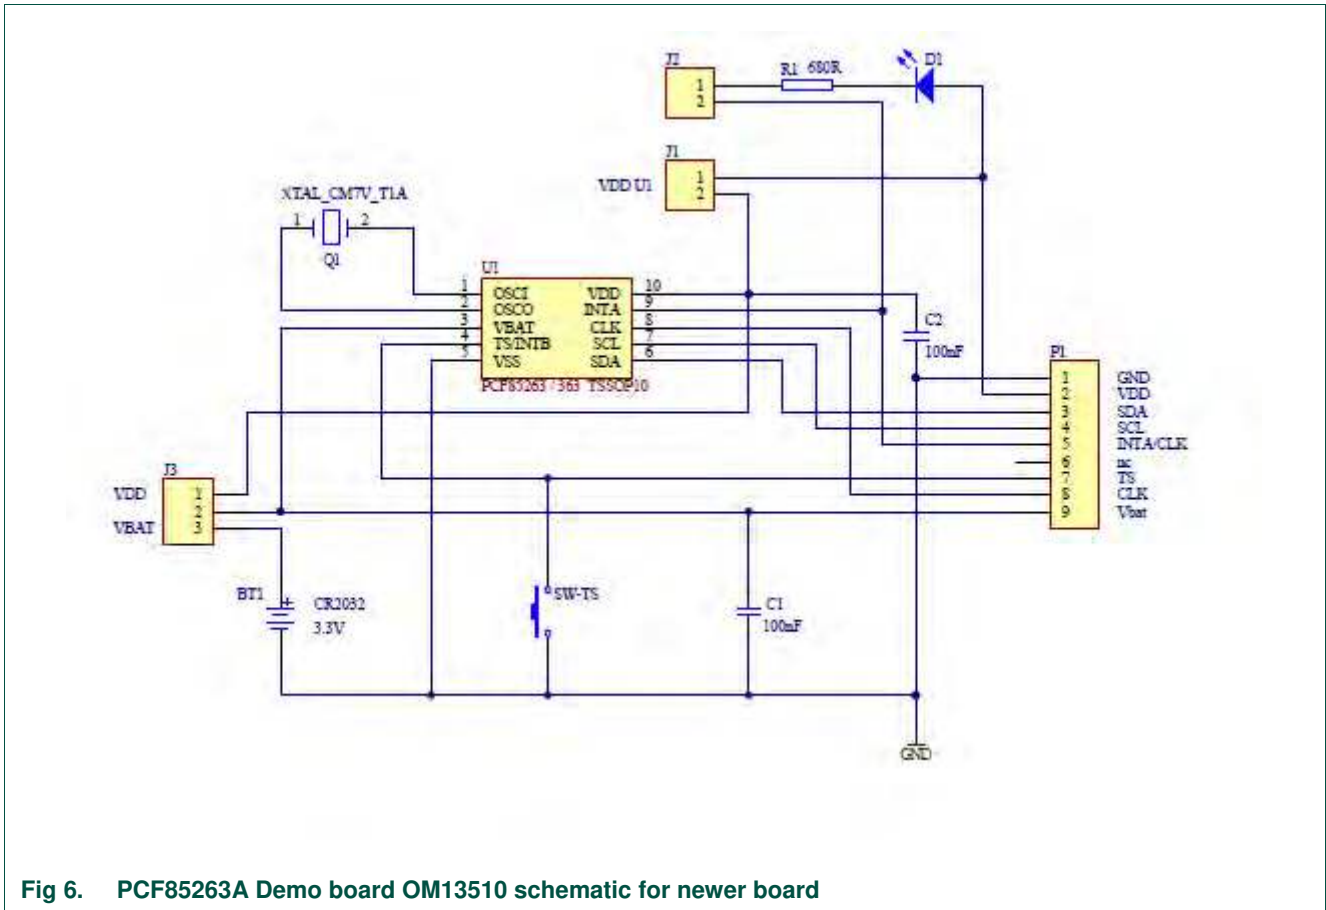 J2
1
2
R1 680R
D1
J1
VDD U1
1
2
XTAL_CM7V_T1A
1
2
Q1
U1
1 OSCI VDD 10
2 OSCO INTA 9
3 VBAT CLK 8
4 TS/INTB SCL 7
5 VSS SDA 6
PCF85263 / 363 TSSOP10
C2
100nF
P1
1 GND
2 VDD
3 SDA
4 SCL
5 INTA/CLK
6 nc
7 TS
8 CLK
9 Vbat
J3
VDD 1
2
VBAT 3
BT1
+
CR2032
3.3V
SW-TS
C1
100nF
GND
Fig 6. PCF85263A Demo board OM13510 schematic for newer board